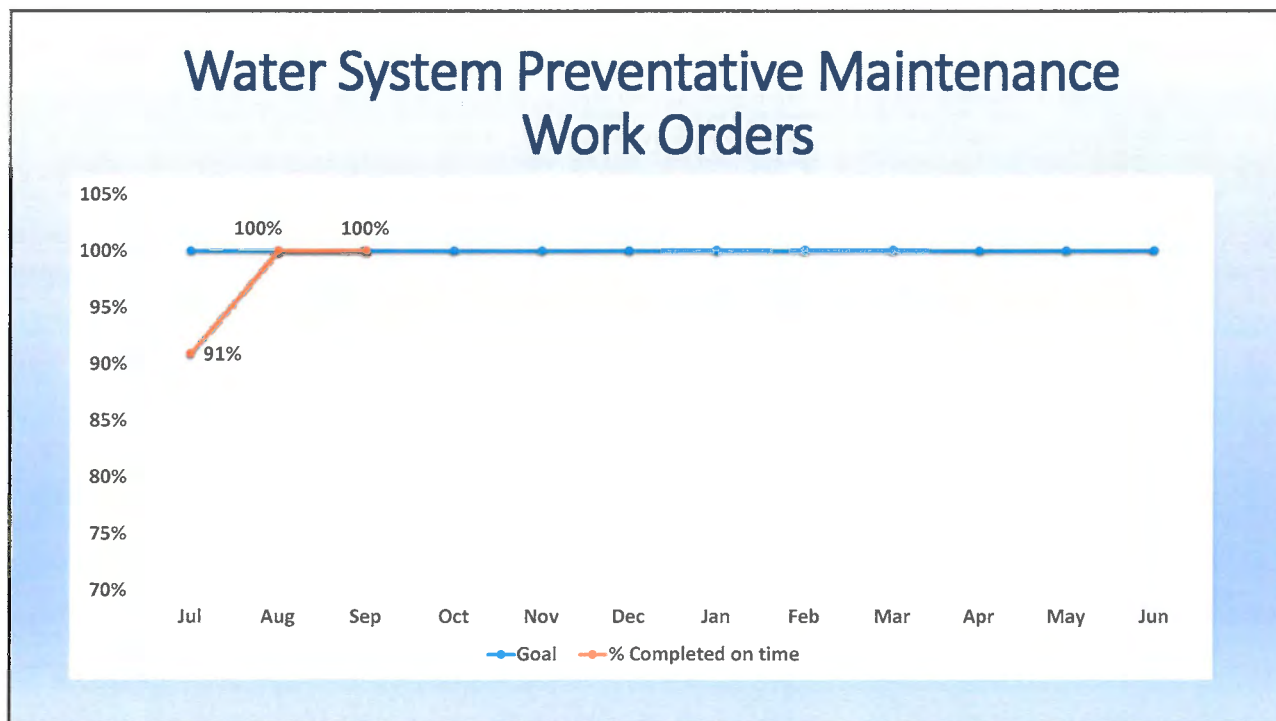 Water System Preventative Maintenance
Work Orders
105%
100%
95%
90%
85%
80%
75%
70%
100%
100%
91%
Jul Aug Sep Oct Nov Dec Jan Feb Mar Apr May Jun
Goal % Completed on time